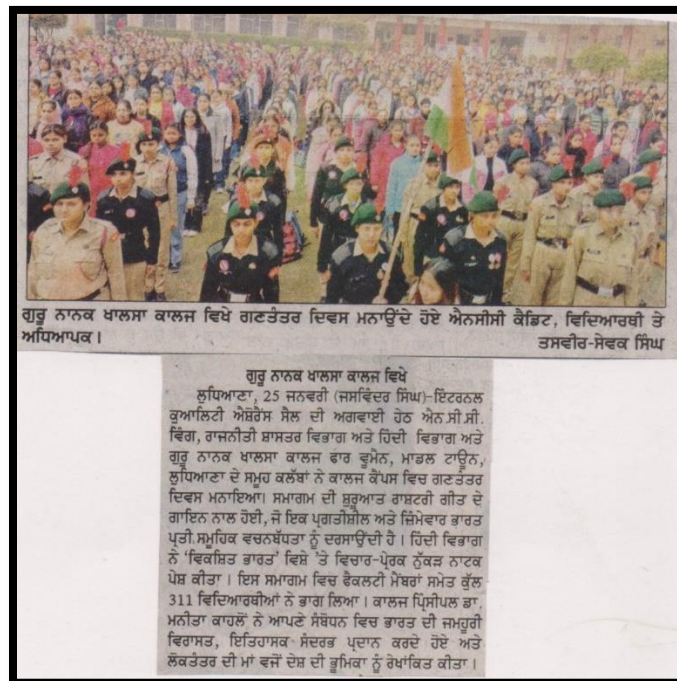 ਗੁਰੂ ਨਾਨਕ ਖਾਲਸਾ ਕਾਲਜ ਵਿਖੇ ਗਣਤੰਤਰ ਦਿਵਸ ਮਨਾਉਂਦੇ ਹੋਏ ਐਨਸੀਸੀ ਕੈਡਿਟ, ਵਿਦਿਆਰਥੀ ਤੇ
ਅਧਿਆਪਕ। ਤਸਵੀਰ-ਸੇਵਕ ਸਿੰਘ
ਗੁਰੂ ਨਾਨਕ ਖਾਲਸਾ ਕਾਲਜ ਵਿਖੇ
ਲੁਧਿਆਣਾ, 25 ਜਨਵਰੀ (ਜਸਵਿੰਦਰ ਸਿੰਘ)-ਇੰਟਰਨਲ
ਕੁਆਲਿਟੀ ਐਸ਼ੋਰੈਂਸ ਸੈਲ ਦੀ ਅਗਵਾਈ ਹੇਠ ਐਨ.ਸੀ.ਸੀ.
ਵਿੰਗ, ਰਾਜਨੀਤੀ ਸ਼ਾਸਤਰ ਵਿਭਾਗ ਅਤੇ ਹਿੰਦੀ ਵਿਭਾਗ ਅਤੇ
ਗੁਰੂ ਨਾਨਕ ਖਾਲਸਾ ਕਾਲਜ ਫਾਰ ਵੂਮੈਨ, ਮਾਡਲ ਟਾਊਨ,
ਲੁਧਿਆਣਾ ਦੇ ਸਮੂਹ ਕਲੱਬਾਂ ਨੇ ਕਾਲਜ ਕੈਂਪਸ ਵਿਚ ਗਣਤੰਤਰ
ਦਿਵਸ ਮਨਾਇਆ। ਸਮਾਗਮ ਦੀ ਸ਼ੁਰੂਆਤ ਰਾਸ਼ਟਰੀ ਗੀਤ ਦੇ
ਗਾਇਨ ਨਾਲ ਹੋਈ, ਜੋ ਇਕ ਪ੍ਰਗਤੀਸ਼ੀਲ ਅਤੇ ਜ਼ਿੰਮੇਵਾਰ ਭਾਰਤ
ਪ੍ਰਤੀ ਸਮੂਹਿਕ ਵਚਨਬੱਧਤਾ ਨੂੰ ਦਰਸਾਉਂਦੀ ਹੈ। ਹਿੰਦੀ ਵਿਭਾਗ
ਨੇ 'ਵਿਕਸ਼ਿਤ ਭਾਰਤ' ਵਿਸ਼ੇ 'ਤੇ ਵਿਚਾਰ-ਪ੍ਰੇਰਕ ਨੁੱਕੜ ਨਾਟਕ
ਪੇਸ਼ ਕੀਤਾ। ਇਸ ਸਮਾਗਮ ਵਿਚ ਫੈਕਲਟੀ ਮੈਂਬਰਾਂ ਸਮੇਤ ਕੁੱਲ
311 ਵਿਦਿਆਰਥੀਆਂ ਨੇ ਭਾਗ ਲਿਆ। ਕਾਲਜ ਪ੍ਰਿੰਸੀਪਲ ਡਾ.
ਮਨੀਤਾ ਕਾਹਲੋਂ ਨੇ ਆਪਣੇ ਸੰਬੋਧਨ ਵਿਚ ਭਾਰਤ ਦੀ ਜਮਹੂਰੀ
ਵਿਰਾਸਤ, ਇਤਿਹਾਸਕ ਸੰਦਰਭ ਪ੍ਰਦਾਨ ਕਰਦੇ ਹੋਏ ਅਤੇ
ਲੋਕਤੰਤਰ ਦੀ ਮਾਂ ਵਜੋਂ ਦੇਸ਼ ਦੀ ਭੂਮਿਕਾ ਨੂੰ ਰੇਖਾਂਕਿਤ ਕੀਤਾ।